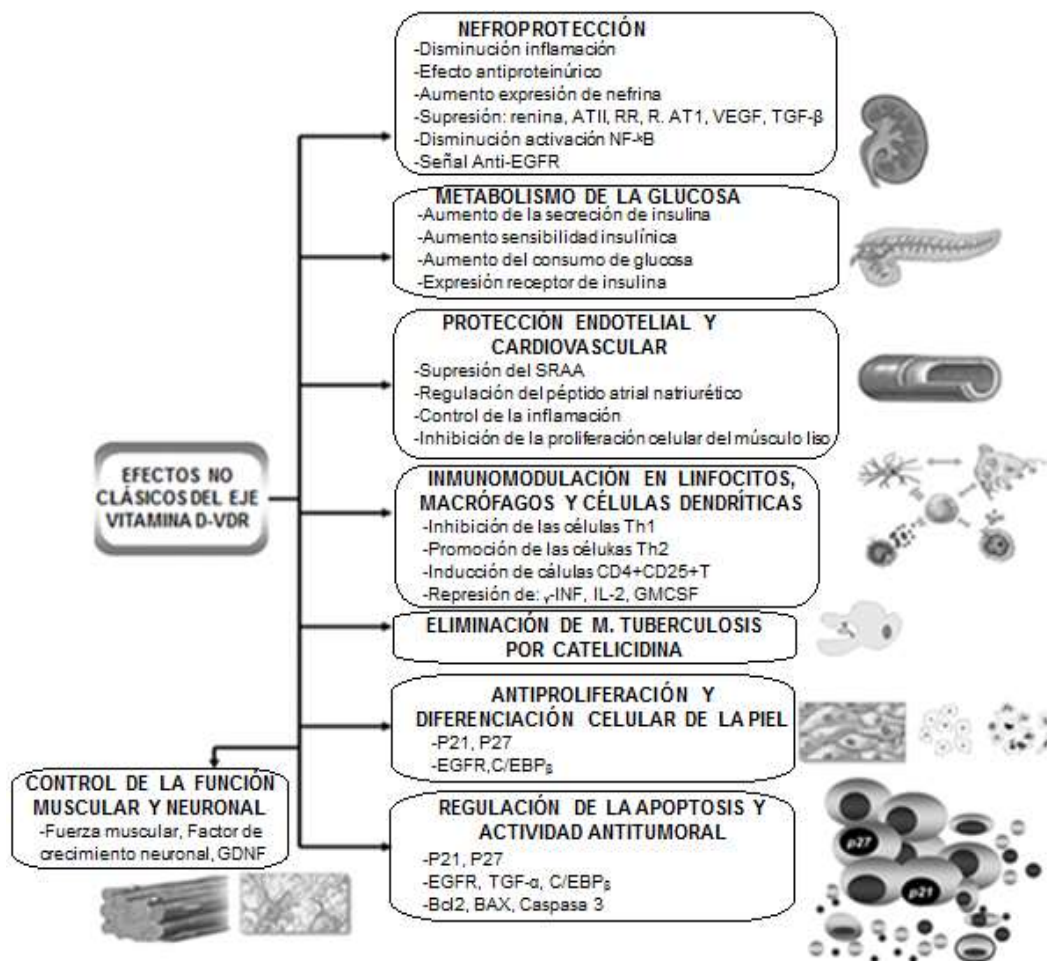 NEFROPROTECCIÓN
-Disminución inflamación
-Efecto antiproteinúrico
-Aumento expresión de nefrina
-Supresión: renina, ATII, RR, R. AT1, VEGF, TGF-β
-Disminución activación NF-κB
-Señal Anti-EGFR
METABOLISMO DE LA GLUCOSA
-Aumento de la secreción de insulina
-Aumento sensibilidad insulínica
-Aumento del consumo de glucosa
-Expresión receptor de insulina
PROTECCIÓN ENDOTELIAL Y
CARDIOVASCULAR
-Supresión del SRAA
-Regulación del péptido atrial natriurético
-Control de la inflamación
-Inhibición de la proliferación celular del músculo liso
EFECTOS NO
CLÁSICOS DEL EJE
VITAMINA D-VDR
INMUNOMODULACIÓN EN LINFOCITOS,
MACRÓFAGOS Y CÉLULAS DENDRÍTICAS
-Inhibición de las células Th1
-Promoción de las célukas Th2
-Inducción de cálulas CD4+CD25+T
-Represión de: γ-INF, IL-2, GMCSF
ELIMINACIÓN DE M. TUBERCULOSIS
POR CATELICIDINA
ANTIPROLIFERACIÓN Y
DIFERENCIACIÓN CELULAR DE LA PIEL
-P21, P27
-EGFR,C/EBPβ
CONTROL DE LA FUNCIÓN
MUSCULAR Y NEURONAL
-Fuerza muscular, Factor de
crecimiento neuronal, GDNF
REGULACIÓN DE LA APOPTOSIS Y
ACTIVIDAD ANTITUMORAL
-P21, P27
-EGFR, TGF-α, C/EBPβ
-Bcl2, BAX, Caspasa 3
p27
p21